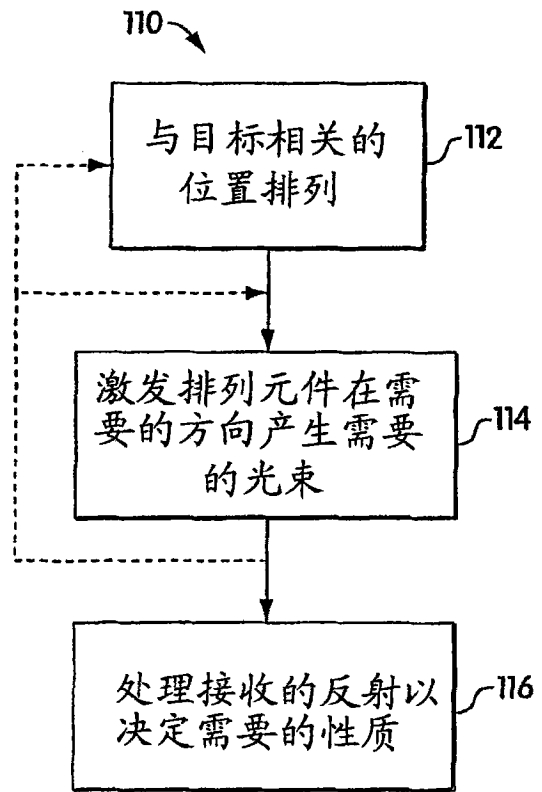 110
与目标相关的
位置排列
112
激发排列元件在需
要的方向产生需要
的光束
114
处理接收的反射以
决定需要的性质
116